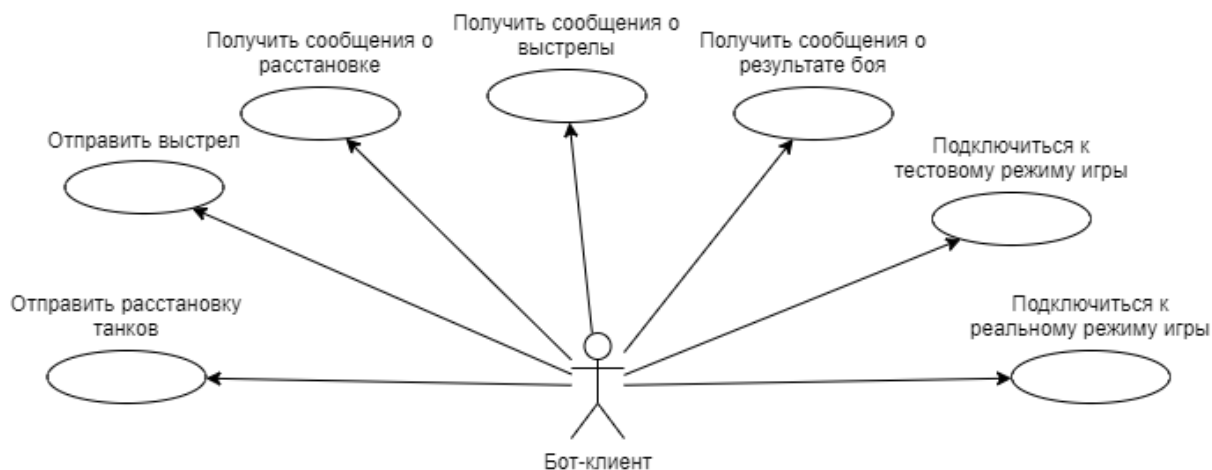 Получить сообщения о
выстрелы
Получить сообщения о
расстановке
Получить сообщения о
результате боя
Отправить выстрел
Подключиться к
тестовому режиму игры
Отправить расстановку
танков
Подключиться к
реальному режиму игры
Бот-клиент